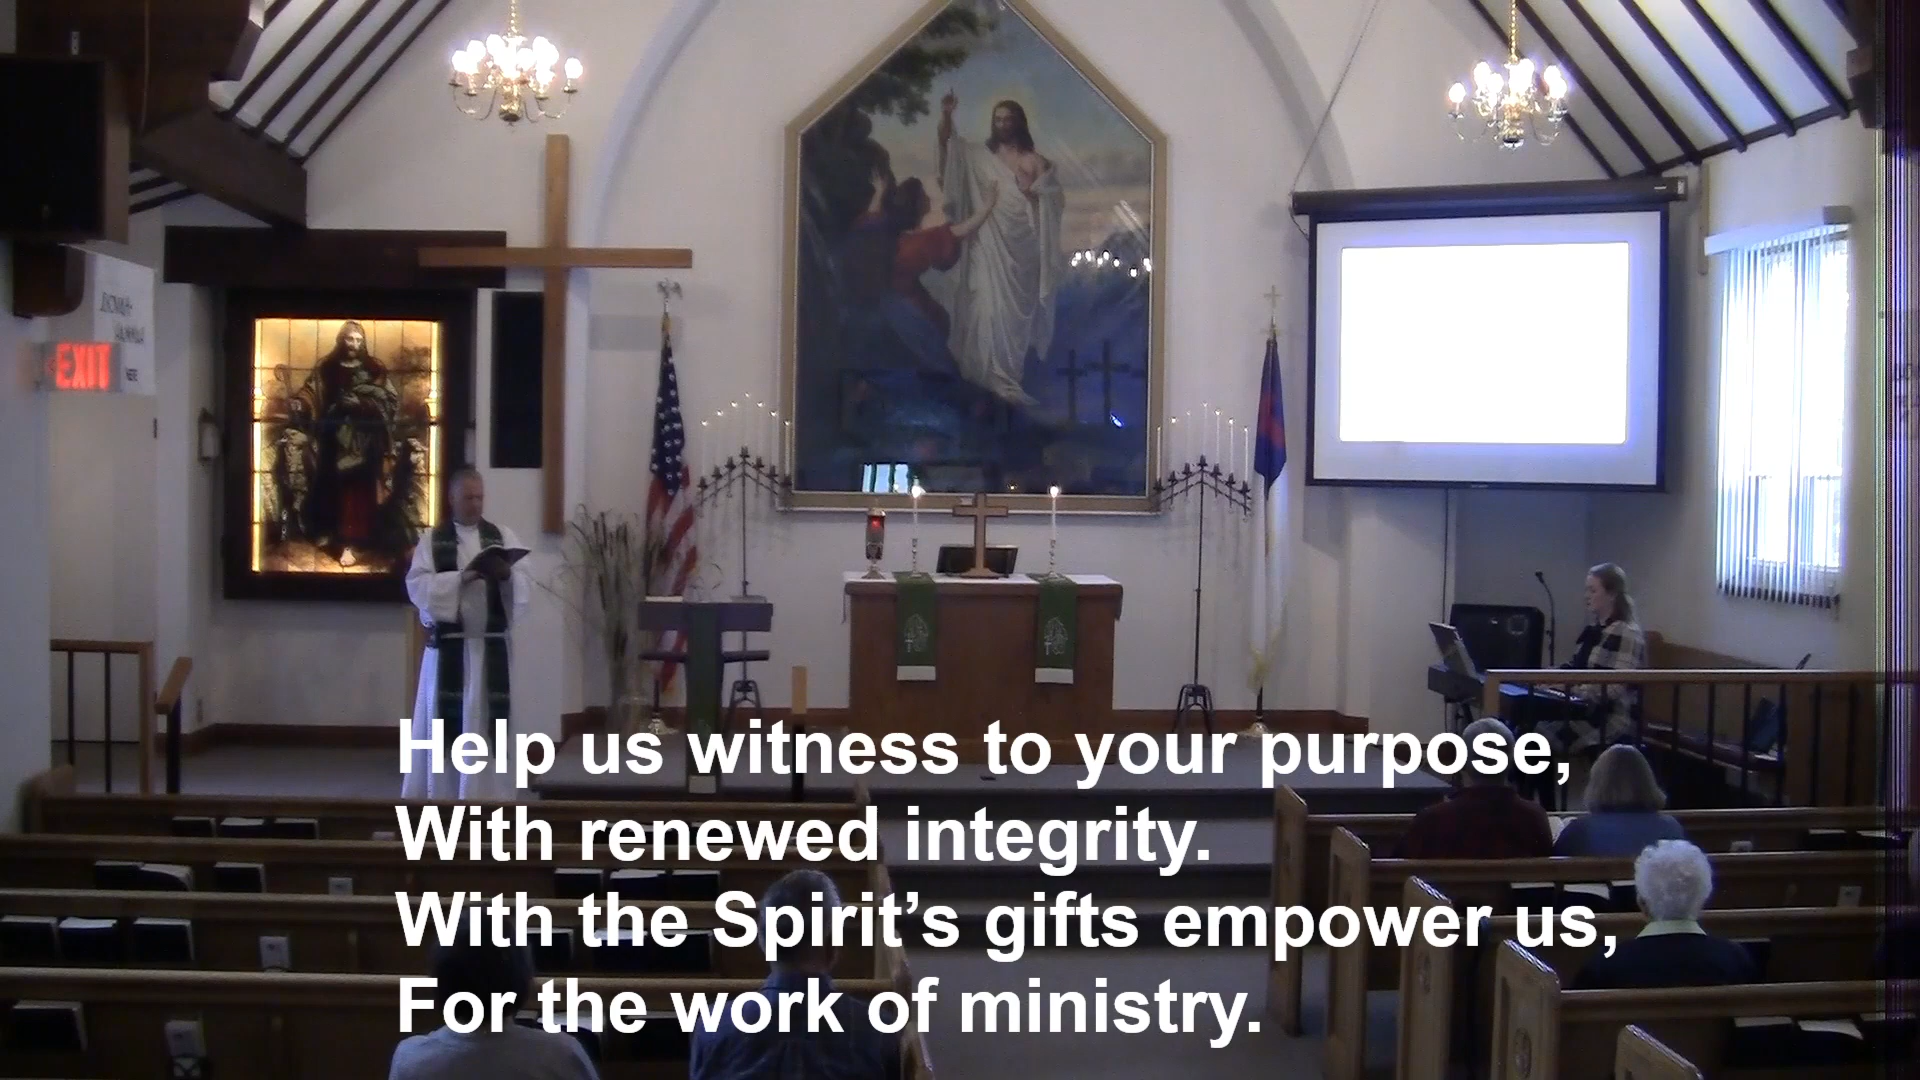 EXIT
Help us witness to your purpose,
With renewed integrity.
With the Spirit’s gifts empower us,
For the work of ministry.